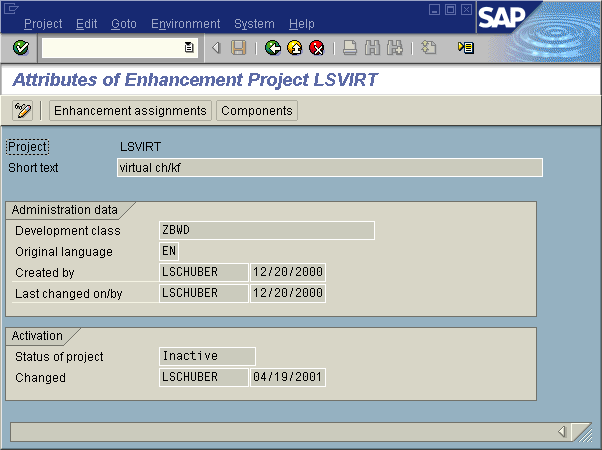 Project Edit Goto Environment System Help
SAP
Attributes of Enhancement Project LSVIRT
Enhancement assignments Components
Project LSVIRT
Short text virtual ch/kf
Administration data
Development class ZBWD
Original language EN
Created by LSCHUBER 12/20/2000
Last changed on/by LSCHUBER 12/20/2000
Activation
Status of project Inactive
Changed LSCHUBER 04/19/2001